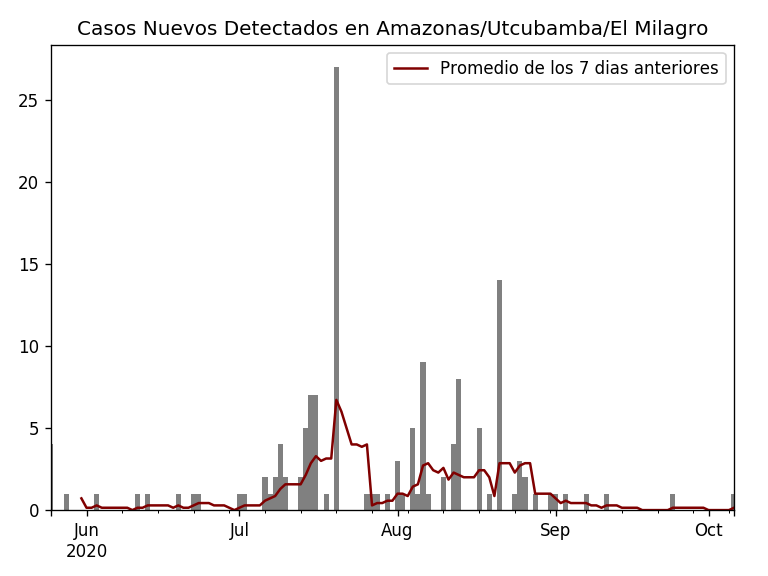 Casos Nuevos Detectados en Amazonas/Utcubamba/El Milagro
Promedio de los 7 dias anteriores
25
20
15
10
5
0
Jun Jul Aug Sep Oct
2020